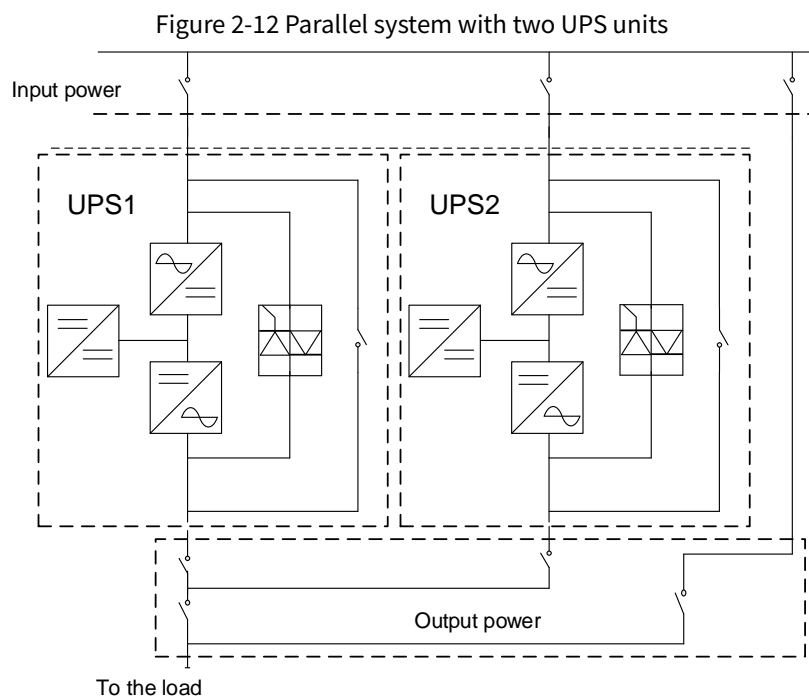 Figure 2-12 Parallel system with two UPS units
Input power
UPS1
UPS2
Output power
To the load